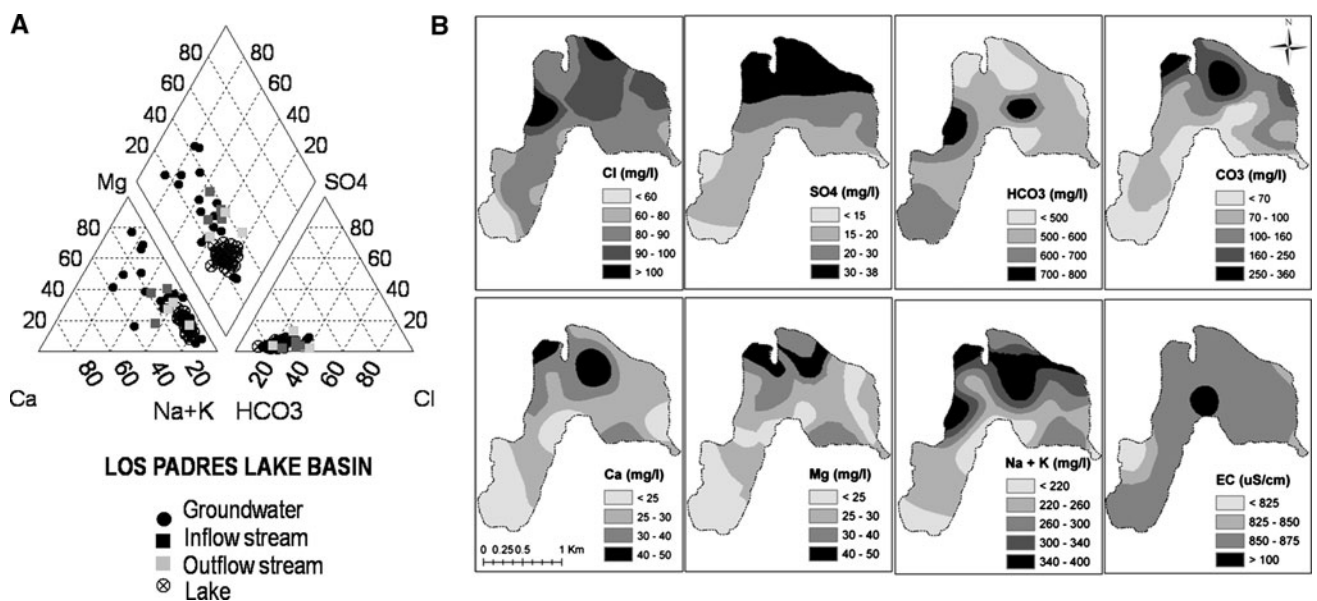 A
80
80
60
60
40
40
20
20
Mg
SO4
80
80
60
60
40
40
20
20
80
60
40
20
20
40
60
80
Ca
Na+K
HCO3
Cl
LOS PADRES LAKE BASIN
Groundwater
Inflow stream
Outflow stream
Lake
B
Cl (mg/l)
< 60
60 - 80
80 - 90
90 - 100
> 100
SO4 (mg/l)
< 15
15 - 20
20 - 30
30 - 38
HCO3 (mg/l)
< 500
500 - 600
600 - 700
700 - 800
N
CO3 (mg/l)
< 70
70 - 100
100- 160
160 - 250
250 - 360
Ca (mg/l)
< 25
25 - 30
30 - 40
40 - 50
0 0.25 0.5 1 Km
Mg (mg/l)
< 25
25 - 30
30 - 40
40 - 50
Na + K (mg/l)
< 220
220 - 260
260 - 300
300 - 340
340 - 400
EC (uS/cm)
< 825
825 - 850
850 - 875
> 100